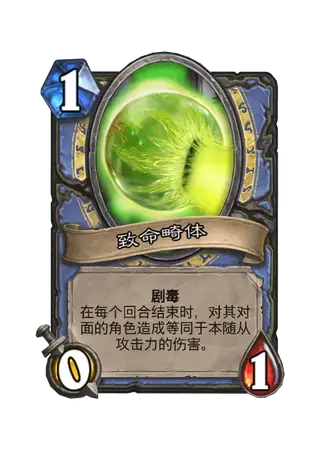 1
致命畸体
剧毒
在每个回合结束时，对其对
面的角色造成等同于本随从
攻击力的伤害。
0
1